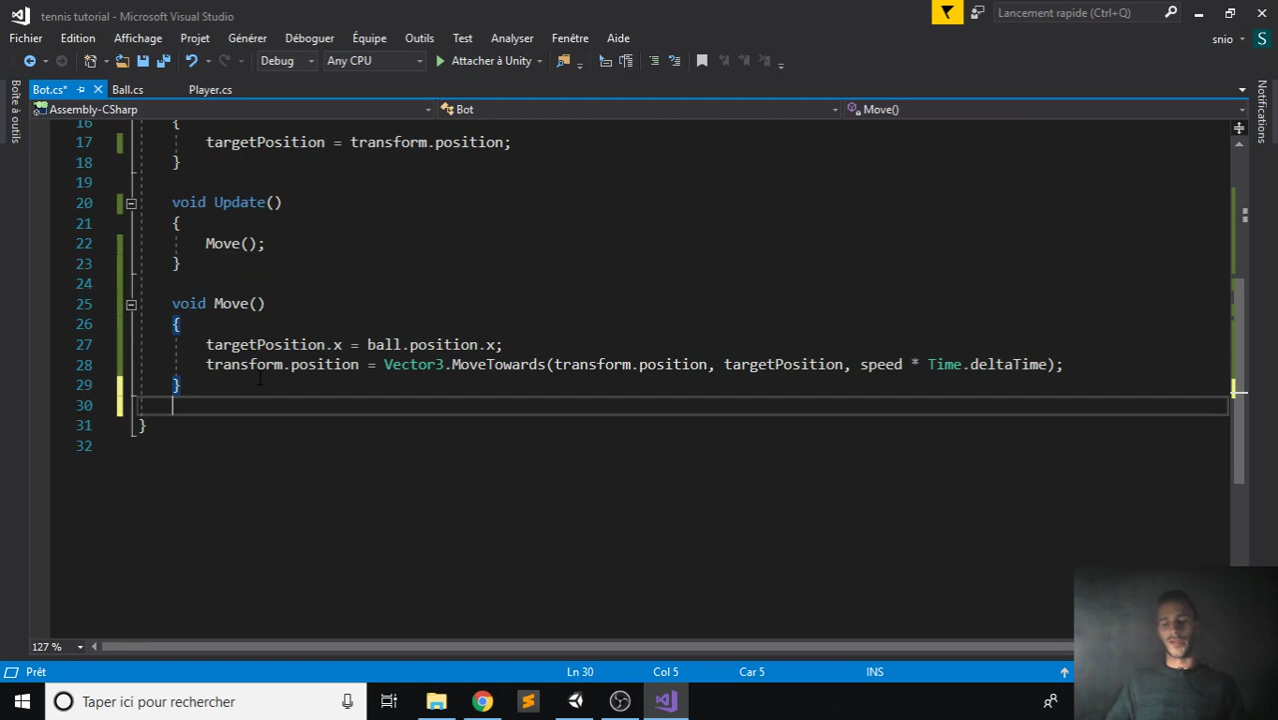 tennis tutorial - Microsoft Visual Studio
Lancement rapide (Ctrl+Q)
Fichier Edition Affichage Projet Générer Déboguer Équipe Outils Test Analyser Fenêtre Aide
snio S
Debug Any CPU Attacher à Unity
Bot.cs* Ball.cs Player.cs
Boîte à outils
Notifications
Assembly-CSharp Bot Move()
16 {
17 targetPosition = transform.position;
18 }
19
20 void Update()
21 {
22 Move();
23 }
24
25 void Move()
26 {
27 targetPosition.x = ball.position.x;
28 transform.position = Vector3.MoveTowards(transform.position, targetPosition, speed * Time.deltaTime);
29 }
30
31 }
32
127 %
Prêt Ln 30 Col 5 Car 5 INS
Taper ici pour rechercher